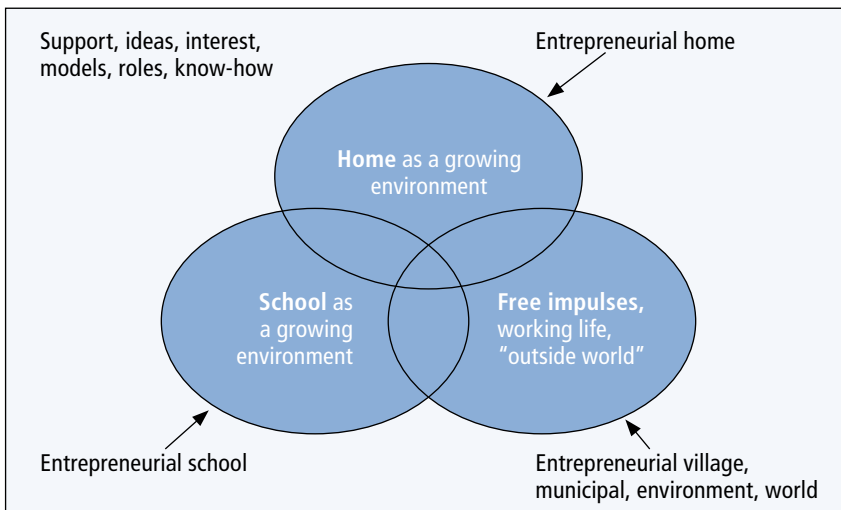 Support, ideas, interest,
models, roles, know-how
Entrepreneurial home
Home as a growing
environment
School as
a growing
environment
Free impulses,
working life,
"outside world"
Entrepreneurial school
Entrepreneurial village,
municipal, environment, world